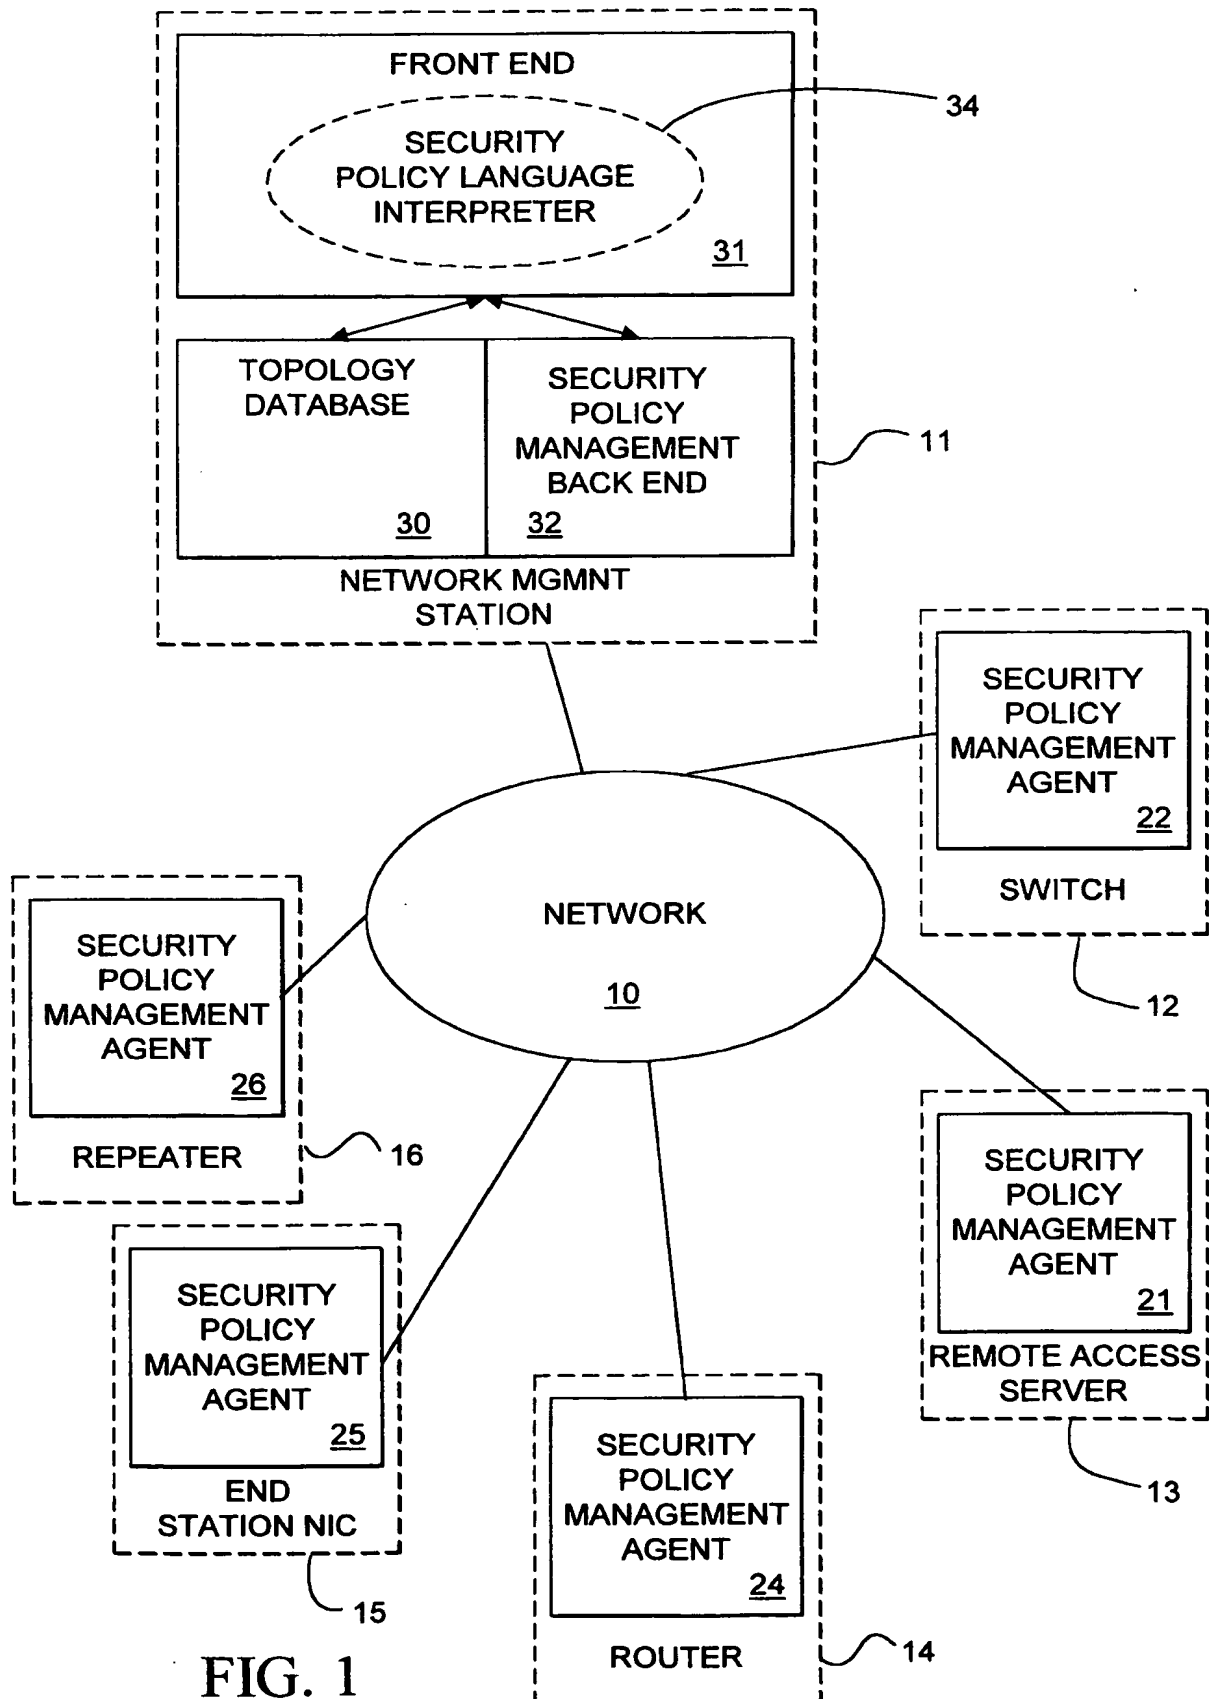 FRONT END
34
SECURITY
POLICY LANGUAGE
INTERPRETER
31
TOPOLOGY
DATABASE
30
SECURITY
POLICY
MANAGEMENT
BACK END
32
11
NETWORK MGMNT
STATION
SECURITY
POLICY
MANAGEMENT
AGENT
22
SWITCH
12
NETWORK
10
SECURITY
POLICY
MANAGEMENT
AGENT
26
REPEATER
16
SECURITY
POLICY
MANAGEMENT
AGENT
21
REMOTE ACCESS
SERVER
13
SECURITY
POLICY
MANAGEMENT
AGENT
25
END
STATION NIC
15
SECURITY
POLICY
MANAGEMENT
AGENT
24
ROUTER
14
FIG. 1